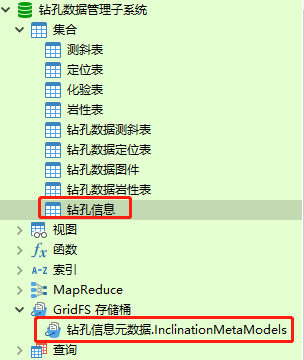 钻孔数据管理子系统
集合
测斜表
定位表
化验表
岩性表
钻孔数据测斜表
钻孔数据定位表
钻孔数据图件
钻孔数据岩性表
钻孔信息
视图
fx 函数
A-Z 索引
MapReduce
GridFS 存储桶
钻孔信息元数据.InclinationMetaModels
查询